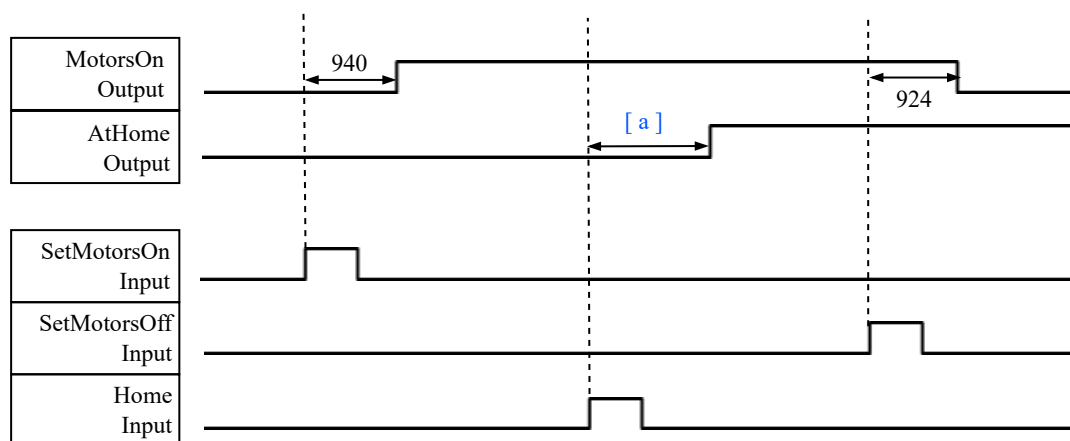 MotorsOn
Output
940
924
AtHome
Output
[ a ]
SetMotorsOn
Input
SetMotorsOff
Input
Home
Input